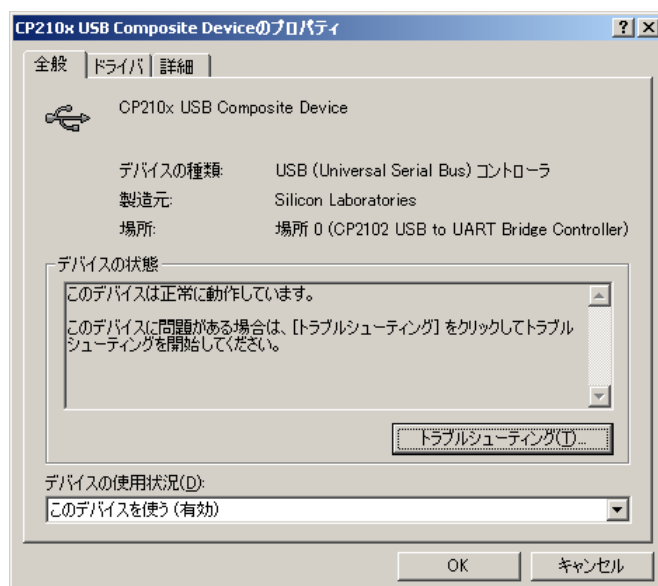 CP210x USB Composite Deviceのプロパティ
全般 ドライバ 詳細
CP210x USB Composite Device
デバイスの種類: USB (Universal Serial Bus) コントローラ
製造元: Silicon Laboratories
場所: 場所 0 (CP2102 USB to UART Bridge Controller)
デバイスの状態
このデバイスは正常に動作しています。
このデバイスに問題がある場合は、[トラブルシューティング] をクリックしてトラブル
シューティングを開始してください。
トラブルシューティング(T)...
デバイスの使用状況(D):
このデバイスを使う (有効)
OK キャンセル